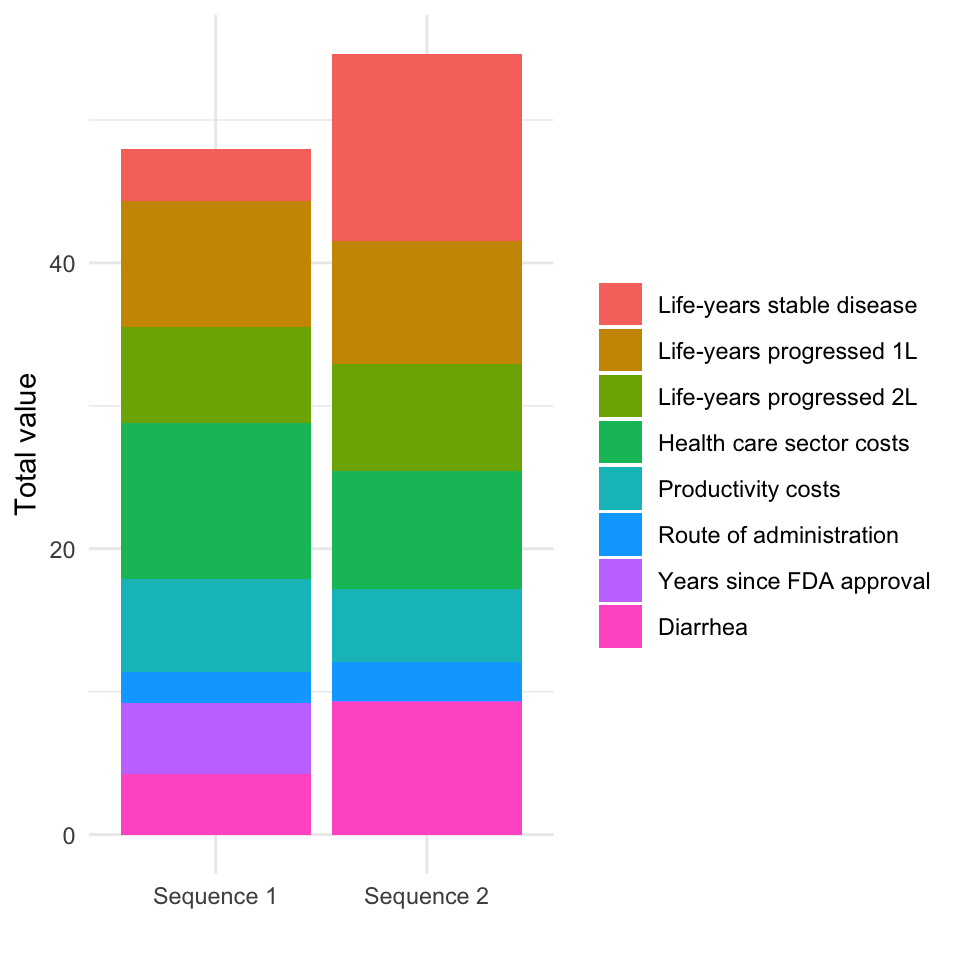 Total value
40
20
0
Sequence 1
Sequence 2
Life-years stable disease
Life-years progressed 1L
Life-years progressed 2L
Health care sector costs
Productivity costs
Route of administration
Years since FDA approval
Diarrhea